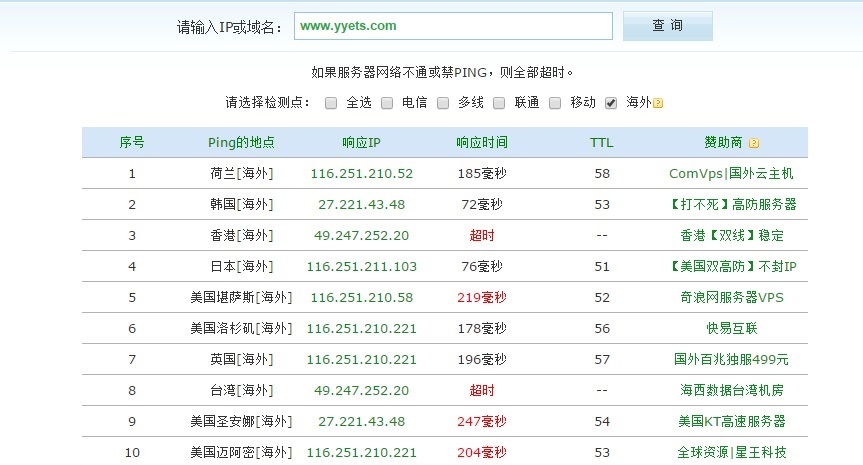 请输入IP或域名： www.yyets.com 查 询
如果服务器网络不通或禁PING，则全部超时。
请选择检测点： 全选 电信 多线 联通 移动 海外
序号 Ping的地点 响应IP 响应时间 TTL 赞助商
1 荷兰[海外] 116.251.210.52 185毫秒 58 ComVps|国外云主机
2 韩国[海外] 27.221.43.48 72毫秒 53 【打不死】高防服务器
3 香港[海外] 49.247.252.20 超时 -- 香港【双线】稳定
4 日本[海外] 116.251.211.103 76毫秒 51 【美国双高防】不封IP
5 美国堪萨斯[海外] 116.251.210.58 219毫秒 52 奇浪网服务器VPS
6 美国洛杉矶[海外] 116.251.210.221 178毫秒 56 快易互联
7 英国[海外] 116.251.210.221 196毫秒 57 国外百兆独服499元
8 台湾[海外] 49.247.252.20 超时 -- 海西数据台湾机房
9 美国圣安娜[海外] 27.221.43.48 247毫秒 54 美国KT高速服务器
10 美国迈阿密[海外] 116.251.210.221 204毫秒 53 全球资源|星王科技